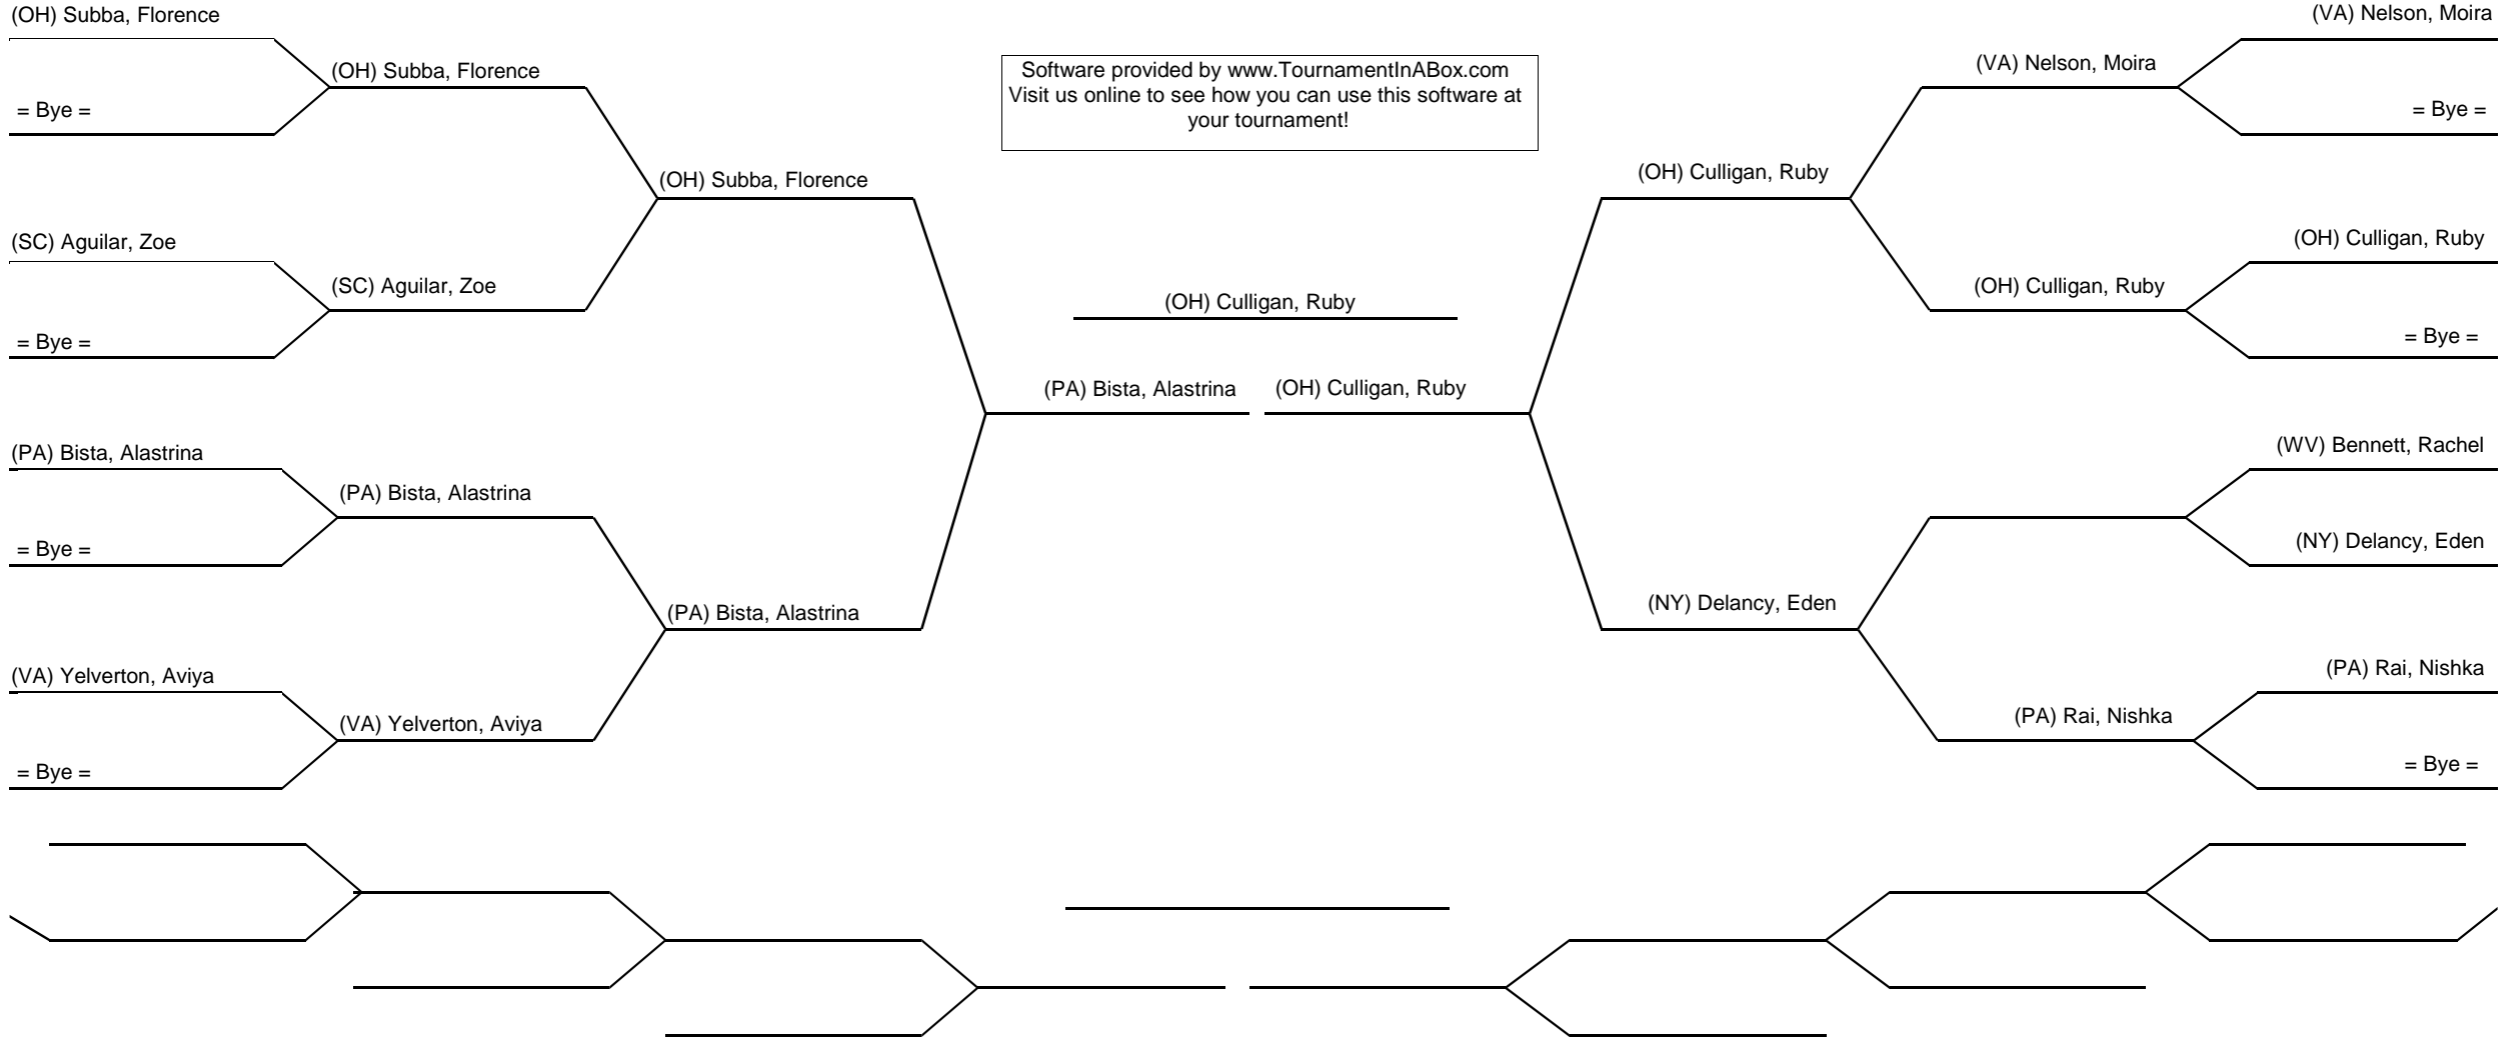 (OH) Subba, Florence
= Bye =
(SC) Aguilar, Zoe
= Bye =
(PA) Bista, Alastrina
= Bye =
(VA) Yelverton, Aviya
= Bye =
(OH) Subba, Florence
(SC) Aguilar, Zoe
(PA) Bista, Alastrina
(VA) Yelverton, Aviya
(OH) Subba, Florence
(PA) Bista, Alastrina
Software provided by www.TournamentInABox.com
Visit us online to see how you can use this software at
your tournament!
(OH) Culligan, Ruby
(PA) Bista, Alastrina
(OH) Culligan, Ruby
(OH) Culligan, Ruby
(NY) Delancy, Eden
(VA) Nelson, Moira
(OH) Culligan, Ruby
(PA) Rai, Nishka
(VA) Nelson, Moira
= Bye =
(OH) Culligan, Ruby
= Bye =
(WV) Bennett, Rachel
(NY) Delancy, Eden
(PA) Rai, Nishka
= Bye =